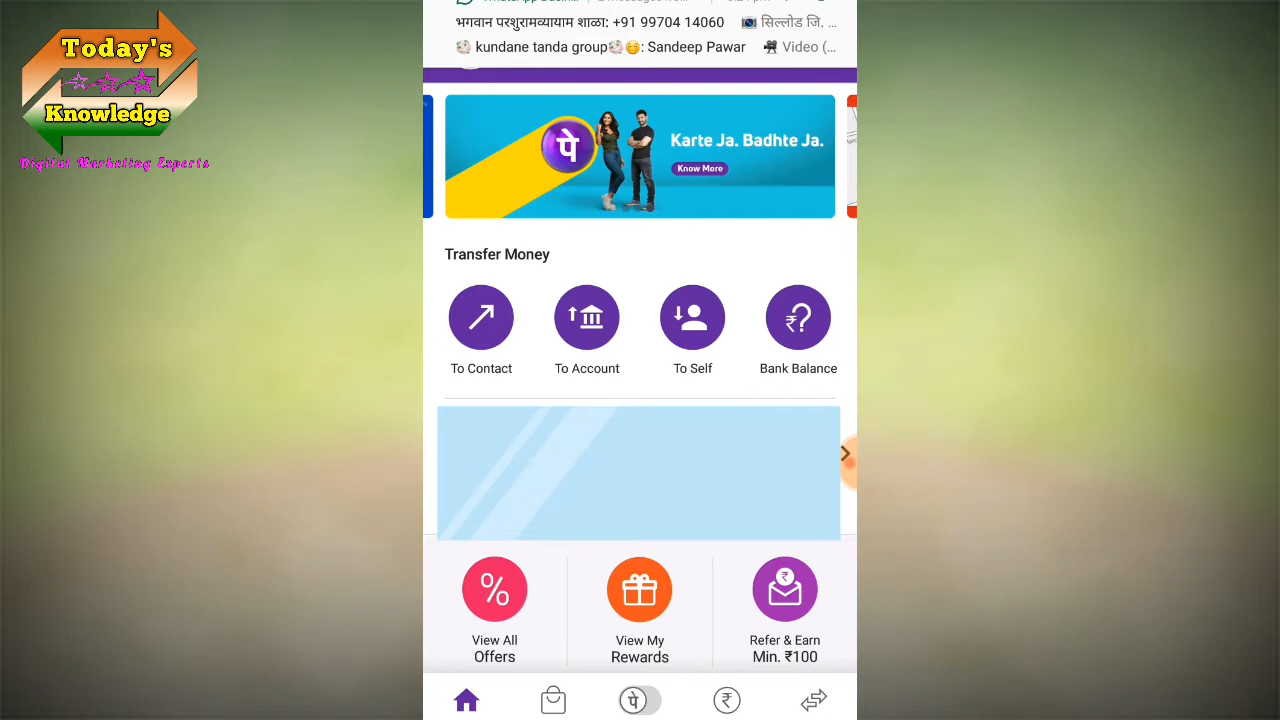 Today's
Knowledge
Digital Marketing Experts
भगवान परशुरामव्यायाम शाळा: +91 99704 14060 सिल्लोड जि. ...
kundane tanda group: Sandeep Pawar Video (...
पे
Karte Ja. Badhte Ja.
Know More
Transfer Money
To Contact
To Account
To Self
Bank Balance
View All
Offers
View My
Rewards
Refer & Earn
Min. ₹100
पे